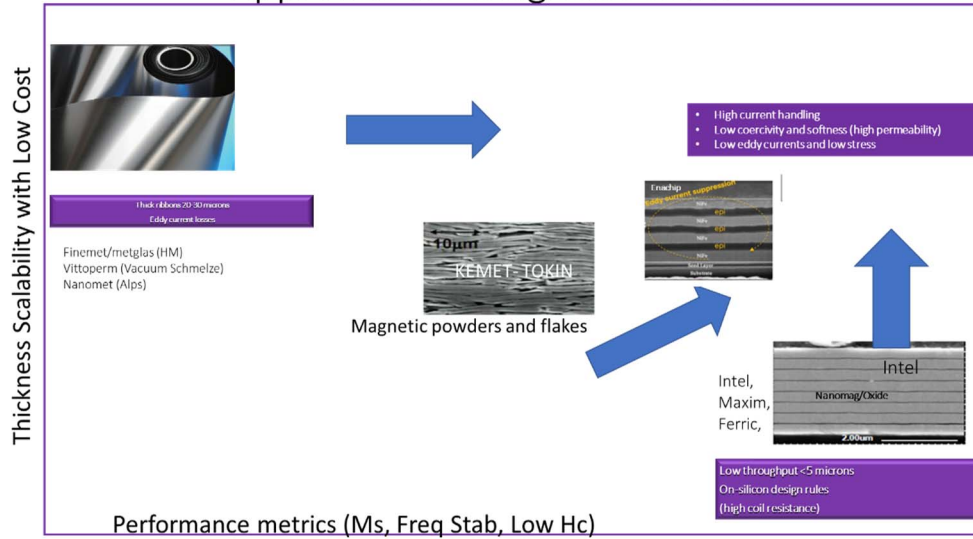 Thickness Scalability with Low Cost
Thick ribbons 20-30 microns
Eddy current losses
Finemet/metglas (HM)
Vittoperm (Vacuum Schmelze)
Nanomet (Alps)
10μm
KEMET- TOKIN
Magnetic powders and flakes
• High current handling
• Low coercivity and softness (high permeability)
• Low eddy currents and low stress
Enachip
Eddy current suppression
NiFe
epi
NiFe
epi
NiFe
epi
NiFe
Seed Layer
Substrate
Intel
Intel,
Maxim,
Ferric,
Nanomag/Oxide
2.00um
Low throughput <5 microns
On-silicon design rules
(high coil resistance)
Performance metrics (Ms, Freq Stab, Low Hc)